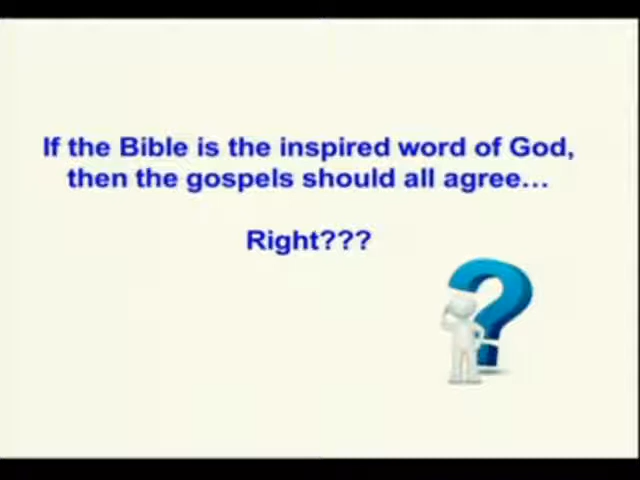 If the Bible is the inspired word of God,
then the gospels should all agree…
Right???